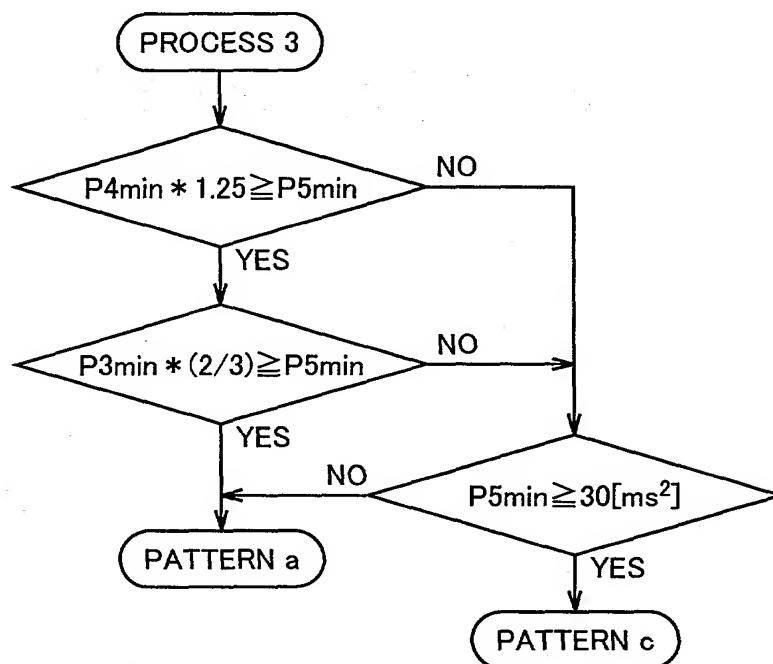 PROCESS 3
P4min * 1.25≧P5min
NO
YES
P3min * (2/3)≧P5min
NO
YES
NO
P5min≧30[ms²]
YES
PATTERN a
PATTERN c